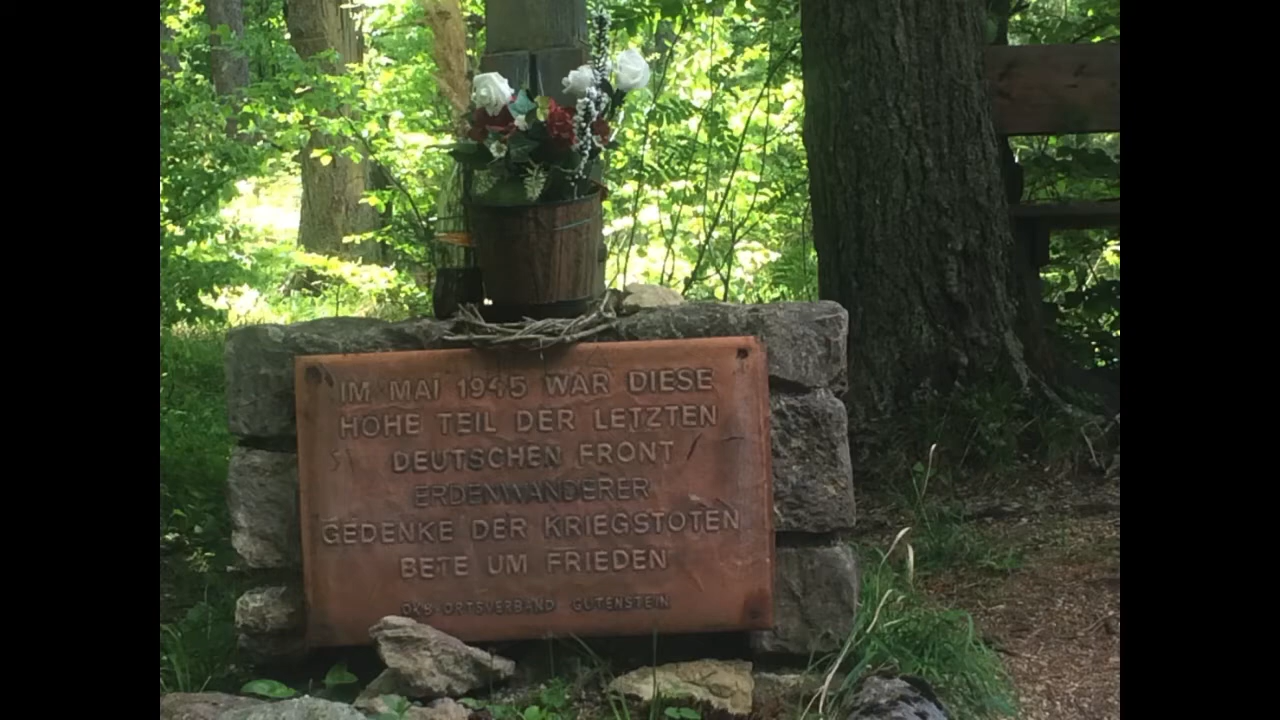 IM MAI 1945 WAR DIESE
HÖHE TEIL DER LETZTEN
DEUTSCHEN FRONT
ERDENWANDERER
GEDENKE DER KRIEGSTOTEN
BETE UM FRIEDEN
ÖKB-ORTSVERBAND GUTENSTEIN